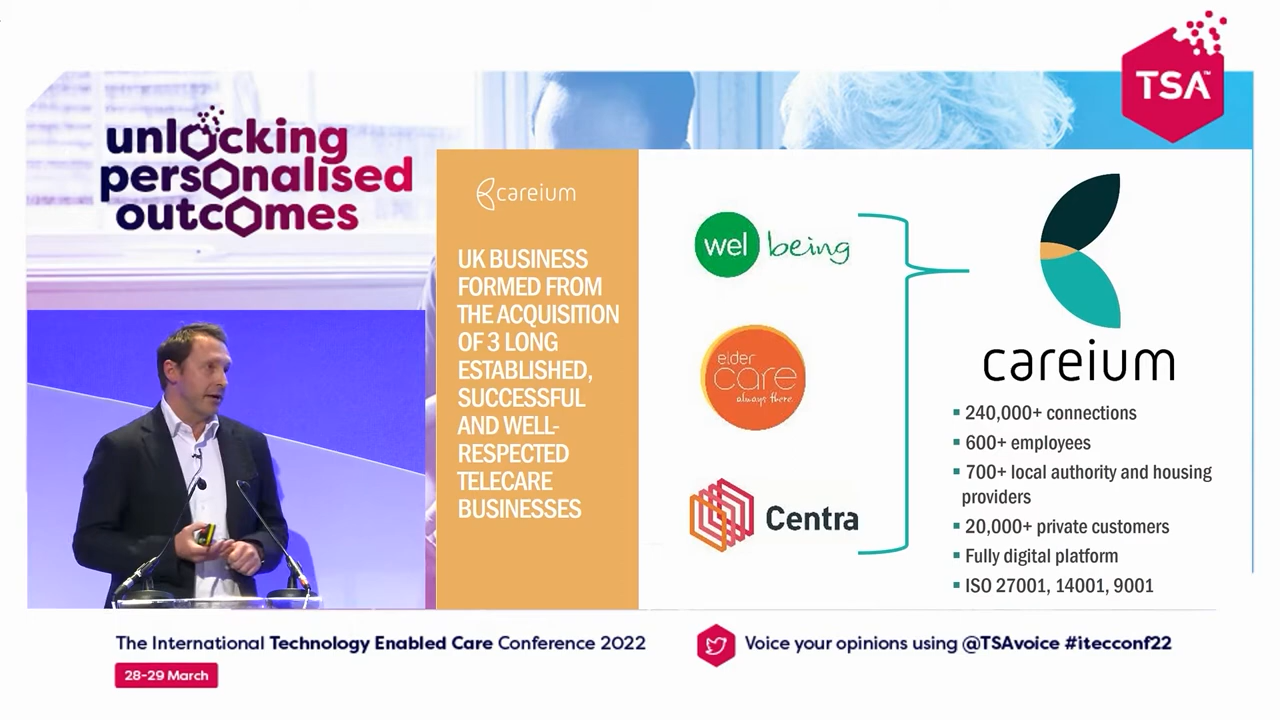 TSA
unlocking
personalised
outcomes
careium
UK BUSINESS
FORMED FROM
THE ACQUISITION
OF 3 LONG
ESTABLISHED,
SUCCESSFUL
AND WELL-
RESPECTED
TELECARE
BUSINESSES
wel being
elder
care
always there
Centra
careium
▪ 240,000+ connections
▪ 600+ employees
▪ 700+ local authority and housing
providers
▪ 20,000+ private customers
▪ Fully digital platform
▪ ISO 27001, 14001, 9001
The International Technology Enabled Care Conference 2022
28-29 March
Voice your opinions using @TSAvoice #itecconf22